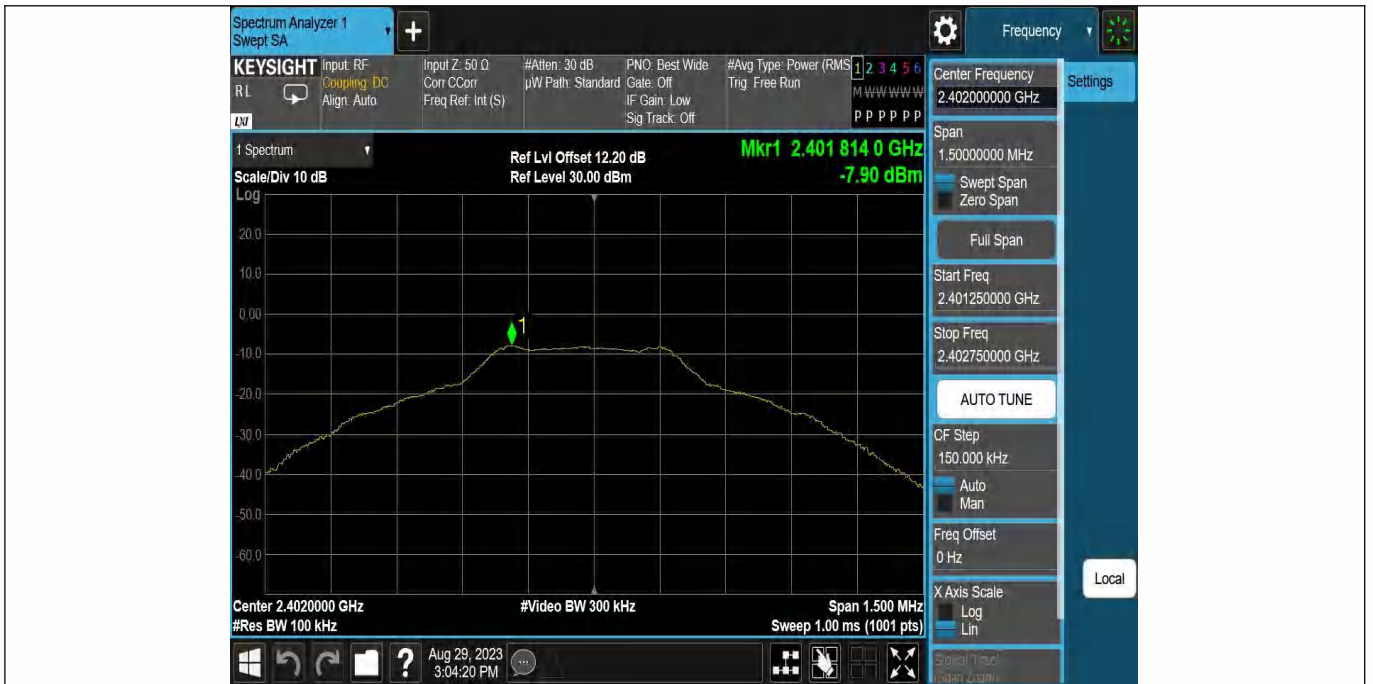 Spectrum Analyzer 1
Swept SA
+
Frequency
KEYSIGHT
RL
LXI
Input: RF
Coupling: DC
Align: Auto
Input Z: 50 Ω
Corr CCorr
Freq Ref: Int (S)
#Atten: 30 dB
µW Path: Standard
PNO: Best Wide
Gate: Off
IF Gain: Low
Sig Track: Off
#Avg Type: Power (RMS
Trig: Free Run
1 2 3 4 5 6
M W W W W W
P P P P P P
1 Spectrum
Scale/Div 10 dB
Ref Lvl Offset 12.20 dB
Ref Level 30.00 dBm
Mkr1 2.401 814 0 GHz
-7.90 dBm
Log
20.0
10.0
0.00
-10.0
-20.0
-30.0
-40.0
-50.0
-60.0
1
Center 2.4020000 GHz
#Res BW 100 kHz
#Video BW 300 kHz
Span 1.500 MHz
Sweep 1.00 ms (1001 pts)
Center Frequency
2.402000000 GHz
Settings
Span
1.50000000 MHz
Swept Span
Zero Span
Full Span
Start Freq
2.401250000 GHz
Stop Freq
2.402750000 GHz
AUTO TUNE
CF Step
150.000 kHz
Auto
Man
Freq Offset
0 Hz
X Axis Scale
Log
Lin
Signal Track
(Span Zoom)
Local
?
Aug 29, 2023
3:04:20 PM